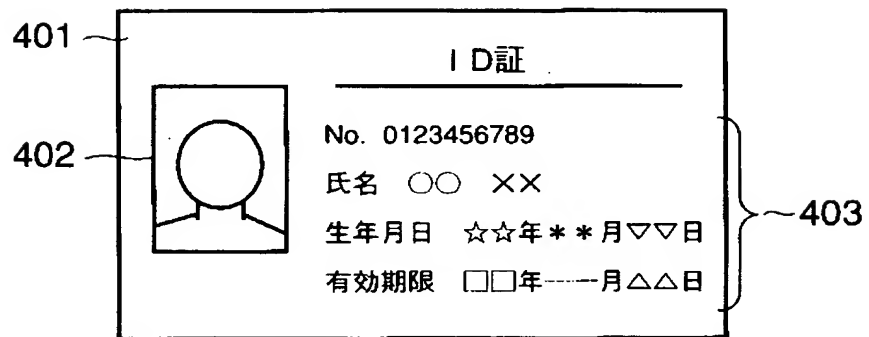 401
ID証
402
No. 0123456789
氏名 ○○ ××
生年月日 ☆☆年**月▽▽日
403
有効期限 □□年-----月△△日